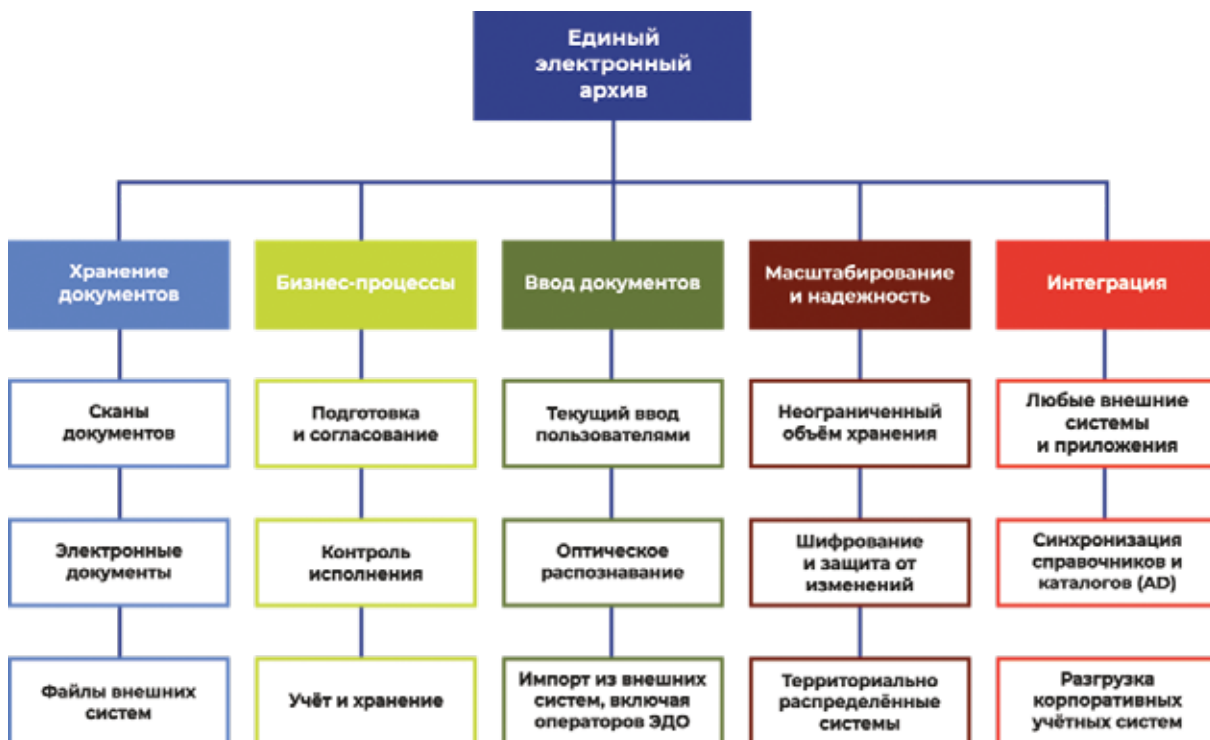 Единый
электронный
архив
Хранение
документов
Бизнес-процессы
Ввод документов
Масштабирование
и надежность
Интеграция
Сканы
документов
Подготовка
и согласование
Текущий ввод
пользователями
Неограниченный
объём хранения
Любые внешние
системы
и приложения
Электронные
документы
Контроль
исполнения
Оптическое
распознавание
Шифрование
и защита от
изменений
Синхронизация
справочников и
каталогов (AD)
Файлы внешних
систем
Учёт и хранение
Импорт из внешних
систем, включая
операторов ЭДО
Территориально
распределённые
системы
Разгрузка
корпоративных
учётных систем